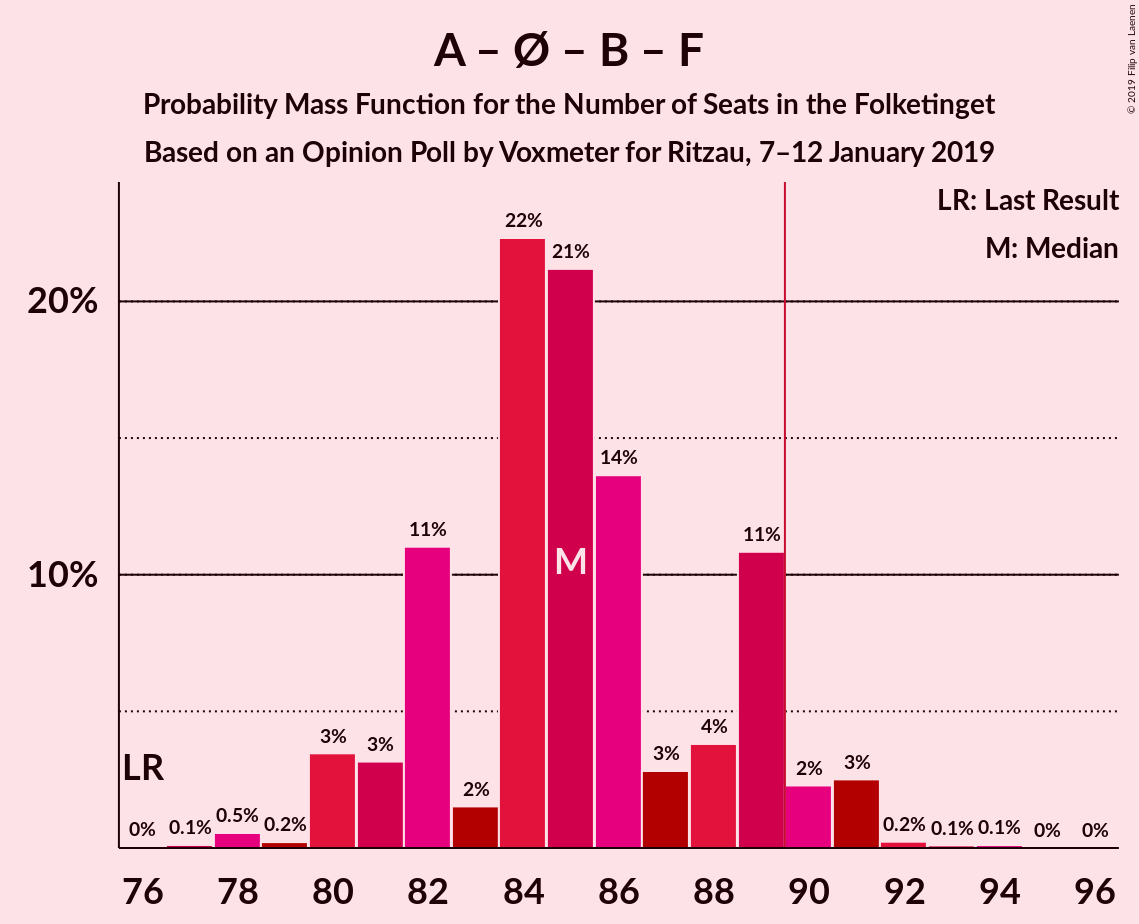 A – Ø – B – F
Probability Mass Function for the Number of Seats in the Folketinget
Based on an Opinion Poll by Voxmeter for Ritzau, 7–12 January 2019
© 2019 Filip van Laenen
LR: Last Result
M: Median
22%
21%
20%
14%
11%
11%
M
10%
LR
3%
3%
2%
3%
4%
2%
3%
0%
0.1%
0.5%
0.2%
0.2%
0.1%
0.1%
0%
0%
76 78 80 82 84 86 88 90 92 94 96